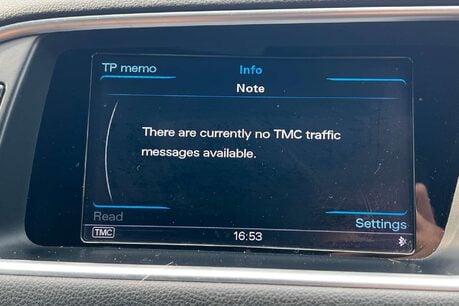 TP memo
Info
Note
There are currently no TMC traffic
messages available.
Read
Settings
TMC
16:53